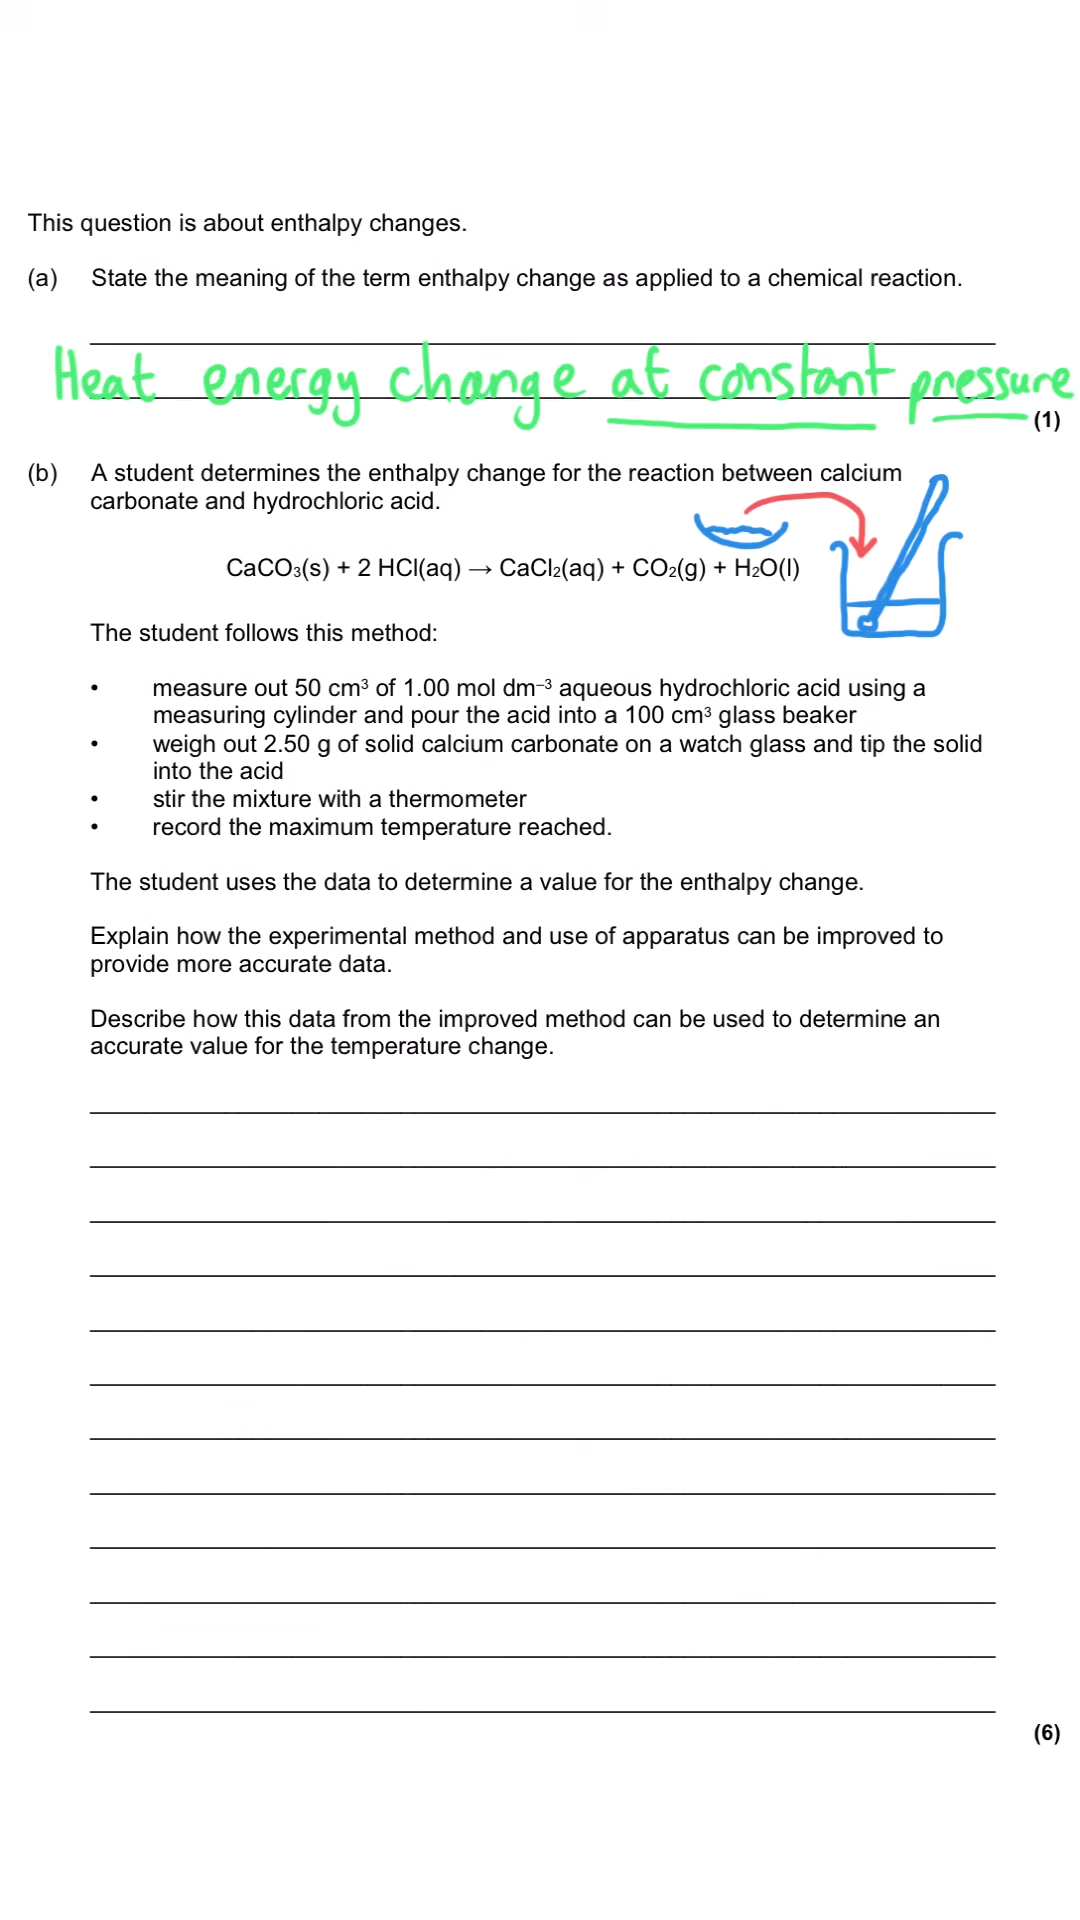 This question is about enthalpy changes.
(a) State the meaning of the term enthalpy change as applied to a chemical reaction.
Heat energy change at constant pressure
(1)
(b) A student determines the enthalpy change for the reaction between calcium
carbonate and hydrochloric acid.
CaCO₃(s) + 2 HCl(aq) → CaCl₂(aq) + CO₂(g) + H₂O(l)
The student follows this method:
• measure out 50 cm³ of 1.00 mol dm⁻³ aqueous hydrochloric acid using a
measuring cylinder and pour the acid into a 100 cm³ glass beaker
• weigh out 2.50 g of solid calcium carbonate on a watch glass and tip the solid
into the acid
• stir the mixture with a thermometer
• record the maximum temperature reached.
The student uses the data to determine a value for the enthalpy change.
Explain how the experimental method and use of apparatus can be improved to
provide more accurate data.
Describe how this data from the improved method can be used to determine an
accurate value for the temperature change.
(6)